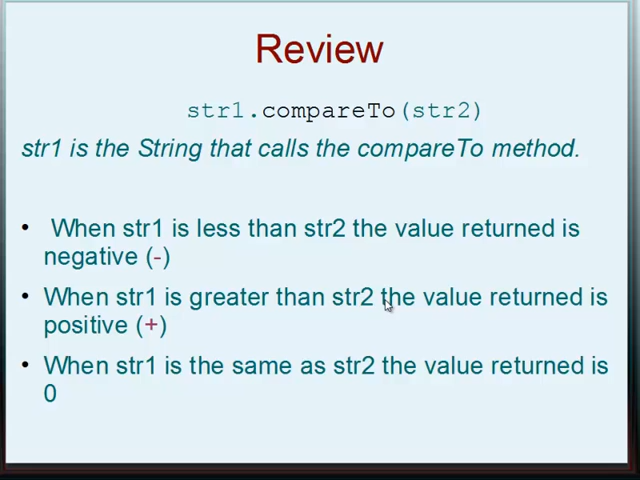 Review
str1.compareTo(str2)
str1 is the String that calls the compareTo method.
• When str1 is less than str2 the value returned is
negative (-)
• When str1 is greater than str2 the value returned is
positive (+)
• When str1 is the same as str2 the value returned is
0